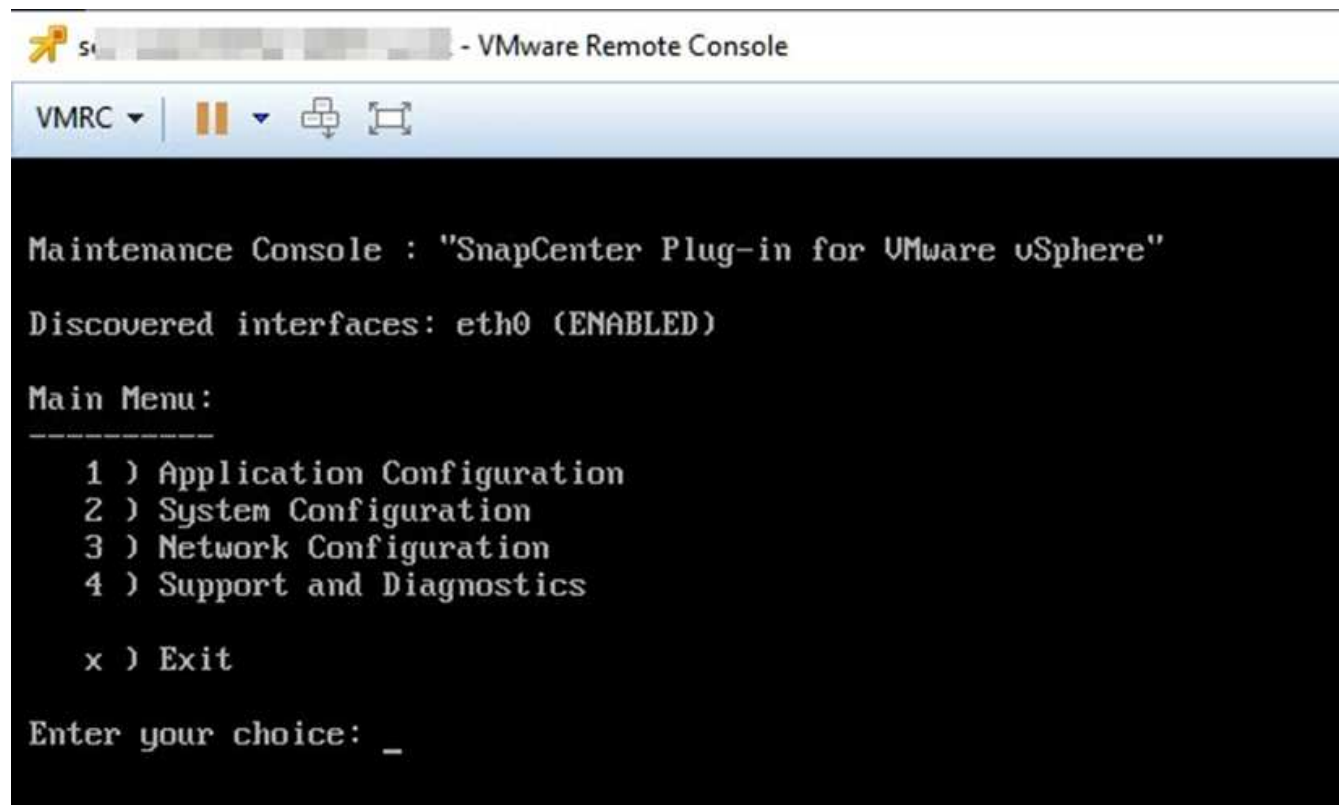 - VMware Remote Console
VMRC
Maintenance Console : "SnapCenter Plug-in for VMware vSphere"
Discovered interfaces: eth0 (ENABLED)
Main Menu:
----------
1 ) Application Configuration
2 ) System Configuration
3 ) Network Configuration
4 ) Support and Diagnostics
x ) Exit
Enter your choice: _